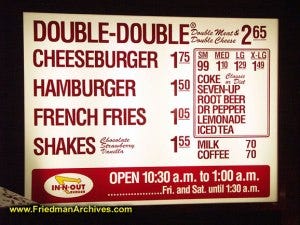 DOUBLE-DOUBLE® Double Meat & Double Cheese 2 65
CHEESEBURGER 1 75
HAMBURGER 1 50
FRENCH FRIES 1 05
SHAKES Chocolate Strawberry Vanilla 1 55
SM MED LG X-LG
99 1 10 1 29 1 49
COKE Classic or Diet
SEVEN-UP
ROOT BEER
DR PEPPER
LEMONADE
ICED TEA
MILK 70
COFFEE 70
IN-N-OUT
BURGER
OPEN 10:30 a.m. to 1:00 a.m.
Fri. and Sat. until 1:30 a.m.
www.FriedmanArchives.com